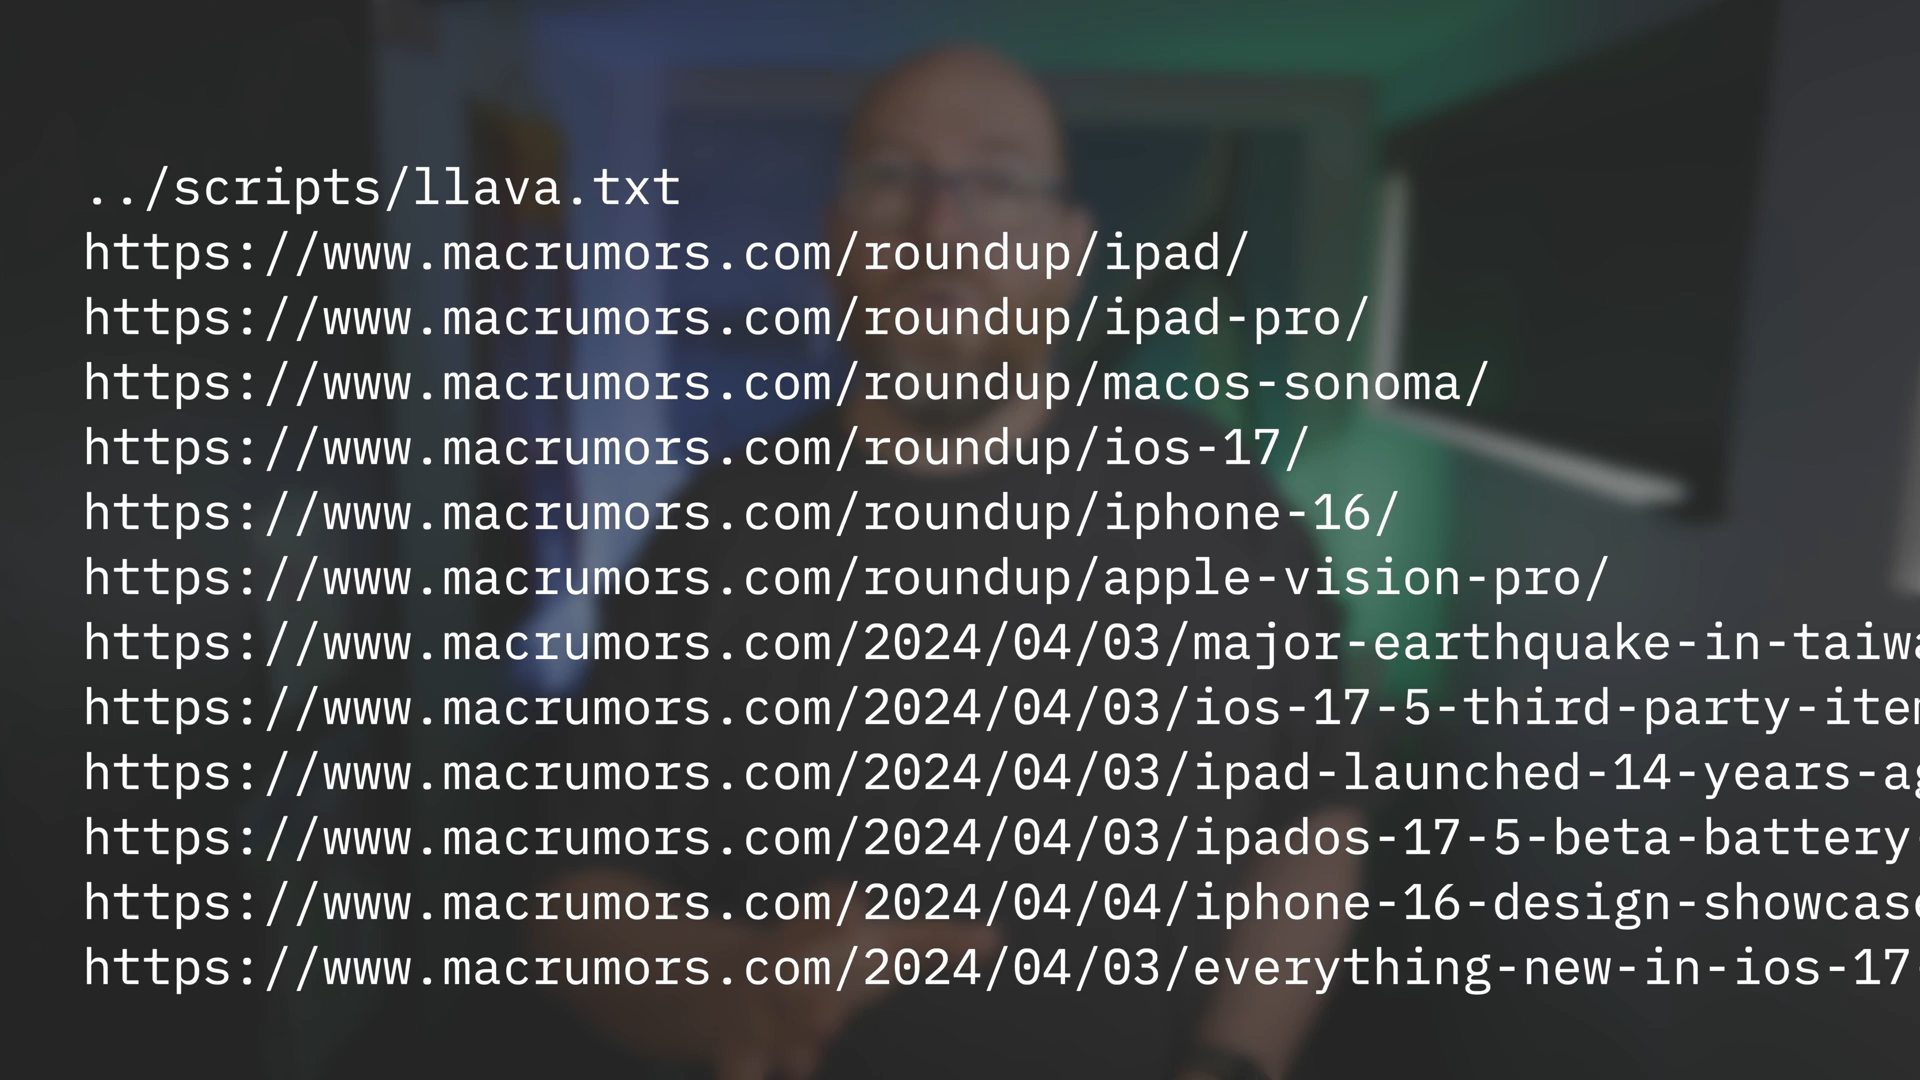 ../scripts/llava.txt
https://www.macrumors.com/roundup/ipad/
https://www.macrumors.com/roundup/ipad-pro/
https://www.macrumors.com/roundup/macos-sonoma/
https://www.macrumors.com/roundup/ios-17/
https://www.macrumors.com/roundup/iphone-16/
https://www.macrumors.com/roundup/apple-vision-pro/
https://www.macrumors.com/2024/04/03/major-earthquake-in-taiwa
https://www.macrumors.com/2024/04/03/ios-17-5-third-party-item
https://www.macrumors.com/2024/04/03/ipad-launched-14-years-ag
https://www.macrumors.com/2024/04/03/ipados-17-5-beta-battery-
https://www.macrumors.com/2024/04/04/iphone-16-design-showcase
https://www.macrumors.com/2024/04/03/everything-new-in-ios-17-